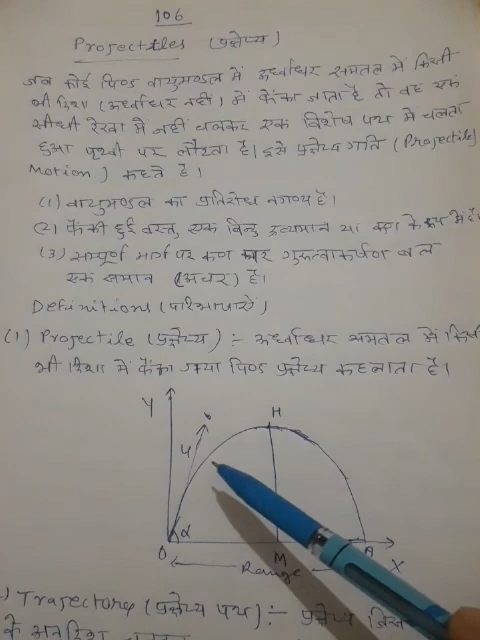 106
Projectiles (प्रक्षेप्य)
जब कोई पिण्ड वायुमण्डल में ऊर्ध्वाधर समतल में किसी
भी दिशा (ऊर्ध्वाधर नहीं) में फेंका जाता है तो वह एक
सीधी रेखा में नहीं चलकर एक विशेष पथ में चलता
हुआ पृथ्वी पर लौटता है। इसे प्रक्षेप्य गति (Projectile
Motion) कहते है।
(1) वायुमण्डल का प्रतिरोध नगण्य है।
(2) फेंकी हुई वस्तु एक बिन्दु द्रव्यमान या कण के रूप में है।
(3) सम्पूर्ण मार्ग पर कण पर गुरुत्वाकर्षण बल
एक समान (अचर) है।
Definitions (परिभाषाएँ)
(1) Projectile (प्रक्षेप्य) :- ऊर्ध्वाधर समतल में किसी
भी दिशा में फेंका गया पिण्ड प्रक्षेप्य कहलाता है।
Y
H
u
α
O
M
A
X
Range
) Trajectory (प्रक्षेप्य पथ) :- प्रक्षेप्य जिस
के